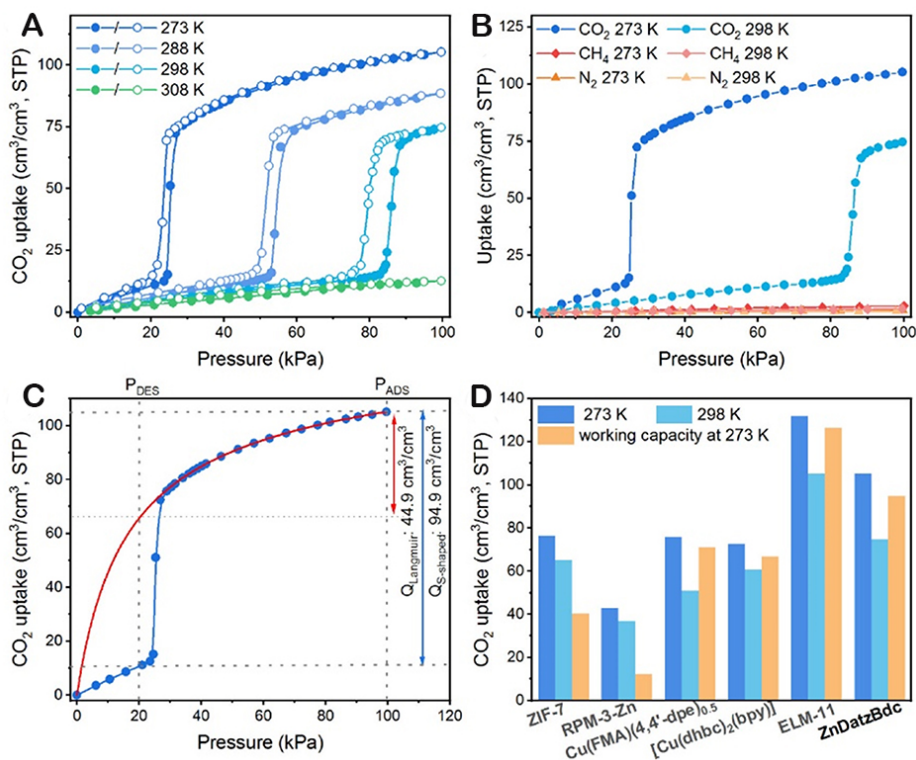 A
●/○ 273 K
●/○ 288 K
●/○ 298 K
●/○ 308 K
100
75
50
25
0
CO₂ uptake (cm³/cm³, STP)
0 20 40 60 80 100
Pressure (kPa)
B
CO₂ 273 K CO₂ 298 K
CH₄ 273 K CH₄ 298 K
N₂ 273 K N₂ 298 K
125
100
75
50
25
0
Uptake (cm³/cm³, STP)
0 20 40 60 80 100
Pressure (kPa)
C
P_DES P_ADS
100
80
60
40
20
0
CO₂ uptake (cm³/cm³, STP)
Q_Langmuir: 44.9 cm³/cm³
Q_S-shaped: 94.9 cm³/cm³
0 20 40 60 80 100 120
Pressure (kPa)
D
273 K 298 K
working capacity at 273 K
140
120
100
80
60
40
20
0
CO₂ uptake (cm³/cm³, STP)
ZIF-7
RPM-3-Zn
Cu(FMA)(4,4'-dpe)₀.₅
[Cu(dhbc)₂(bpy)]
ELM-11
ZnDatzBdc